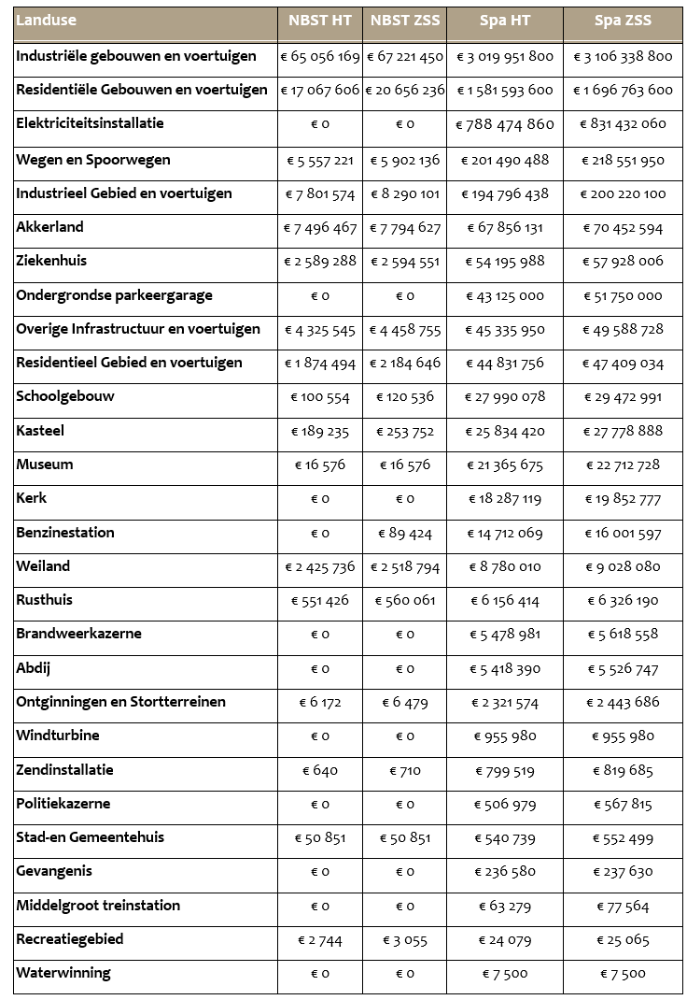 Landuse NBST HT NBST ZSS Spa HT Spa ZSS
Industriële gebouwen en voertuigen € 65 056 169 € 67 221 450 € 3 019 951 800 € 3 106 338 800
Residentiële Gebouwen en voertuigen € 17 067 606 € 20 656 236 € 1 581 593 600 € 1 696 763 600
Elektriciteitsinstallatie € 0 € 0 € 788 474 860 € 831 432 060
Wegen en Spoorwegen € 5 557 221 € 5 902 136 € 201 490 488 € 218 551 950
Industrieel Gebied en voertuigen € 7 801 574 € 8 290 101 € 194 796 438 € 200 220 100
Akkerland € 7 496 467 € 7 794 627 € 67 856 131 € 70 452 594
Ziekenhuis € 2 589 288 € 2 594 551 € 54 195 988 € 57 928 006
Ondergrondse parkeergarage € 0 € 0 € 43 125 000 € 51 750 000
Overige Infrastructuur en voertuigen € 4 325 545 € 4 458 755 € 45 335 950 € 49 588 728
Residentieel Gebied en voertuigen € 1 874 494 € 2 184 646 € 44 831 756 € 47 409 034
Schoolgebouw € 100 554 € 120 536 € 27 990 078 € 29 472 991
Kasteel € 189 235 € 253 752 € 25 834 420 € 27 778 888
Museum € 16 576 € 16 576 € 21 365 675 € 22 712 728
Kerk € 0 € 0 € 18 287 119 € 19 852 777
Benzinestation € 0 € 89 424 € 14 712 069 € 16 001 597
Weiland € 2 425 736 € 2 518 794 € 8 780 010 € 9 028 080
Rusthuis € 551 426 € 560 061 € 6 156 414 € 6 326 190
Brandweerkazerne € 0 € 0 € 5 478 981 € 5 618 558
Abdij € 0 € 0 € 5 418 390 € 5 526 747
Ontginningen en Stortterreinen € 6 172 € 6 479 € 2 321 574 € 2 443 686
Windturbine € 0 € 0 € 955 980 € 955 980
Zendinstallatie € 640 € 710 € 799 519 € 819 685
Politiekazerne € 0 € 0 € 506 979 € 567 815
Stad-en Gemeentehuis € 50 851 € 50 851 € 540 739 € 552 499
Gevangenis € 0 € 0 € 236 580 € 237 630
Middelgroot treinstation € 0 € 0 € 63 279 € 77 564
Recreatiegebied € 2 744 € 3 055 € 24 079 € 25 065
Waterwinning € 0 € 0 € 7 500 € 7 500